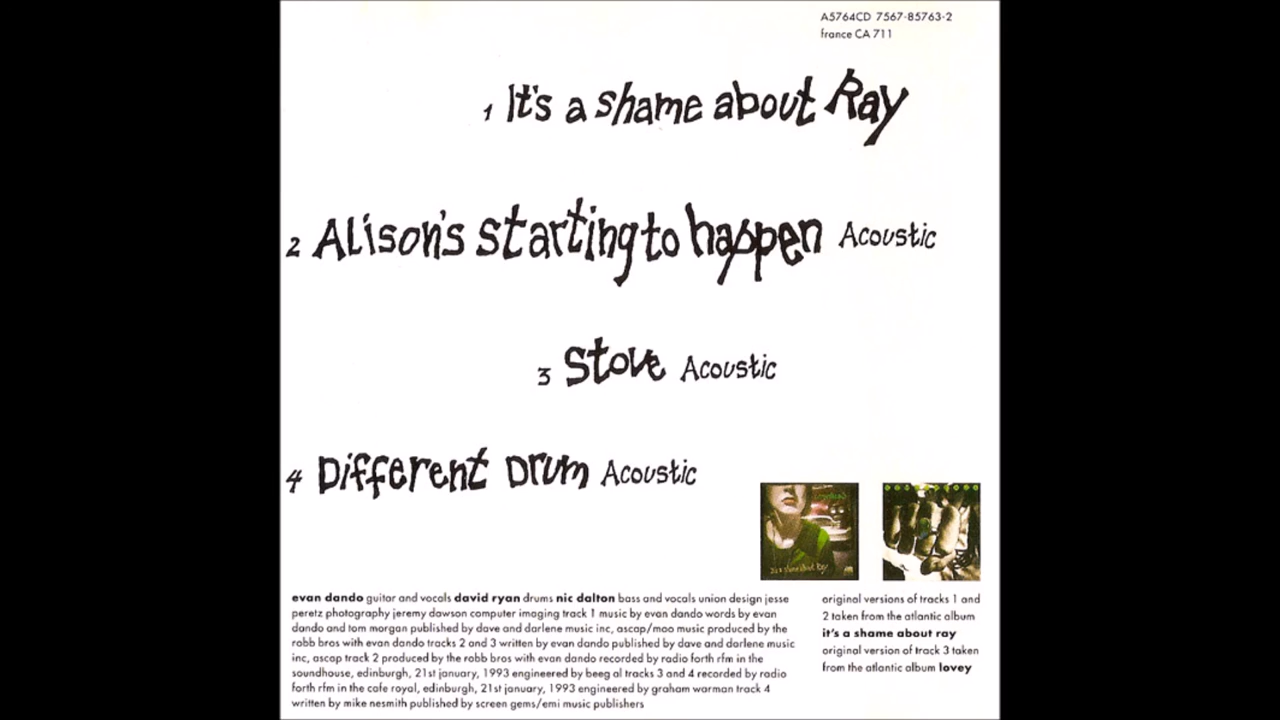 A5764CD 7567-85763-2
france CA 711
1 It's a shame about Ray
2 Alison's starting to happen Acoustic
3 Stove Acoustic
4 Different Drum Acoustic
it's a shame about Ray
evan dando guitar and vocals david ryan drums nic dalton bass and vocals union design jesse
peretz photography jeremy dawson computer imaging track 1 music by evan dando words by evan
dando and tom morgan published by dave and darlene music inc, ascap/moo music produced by the
robb bros with evan dando tracks 2 and 3 written by evan dando published by dave and darlene music
inc, ascap track 2 produced by the robb bros with evan dando recorded by radio forth rfm in the
soundhouse, edinburgh, 21st january, 1993 engineered by beeg al tracks 3 and 4 recorded by radio
forth rfm in the cafe royal, edinburgh, 21st january, 1993 engineered by graham warman track 4
written by mike nesmith published by screen gems/emi music publishers
original versions of tracks 1 and
2 taken from the atlantic album
it's a shame about ray
original version of track 3 taken
from the atlantic album lovey